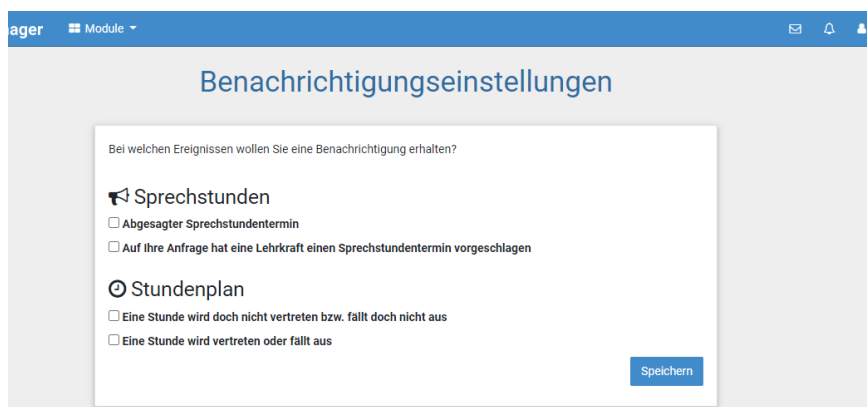 ager Module
Benachrichtigungseinstellungen
Bei welchen Ereignissen wollen Sie eine Benachrichtigung erhalten?
Sprechstunden
Abgesagter Sprechstundentermin
Auf Ihre Anfrage hat eine Lehrkraft einen Sprechstundentermin vorgeschlagen
Stundenplan
Eine Stunde wird doch nicht vertreten bzw. fällt doch nicht aus
Eine Stunde wird vertreten oder fällt aus
Speichern